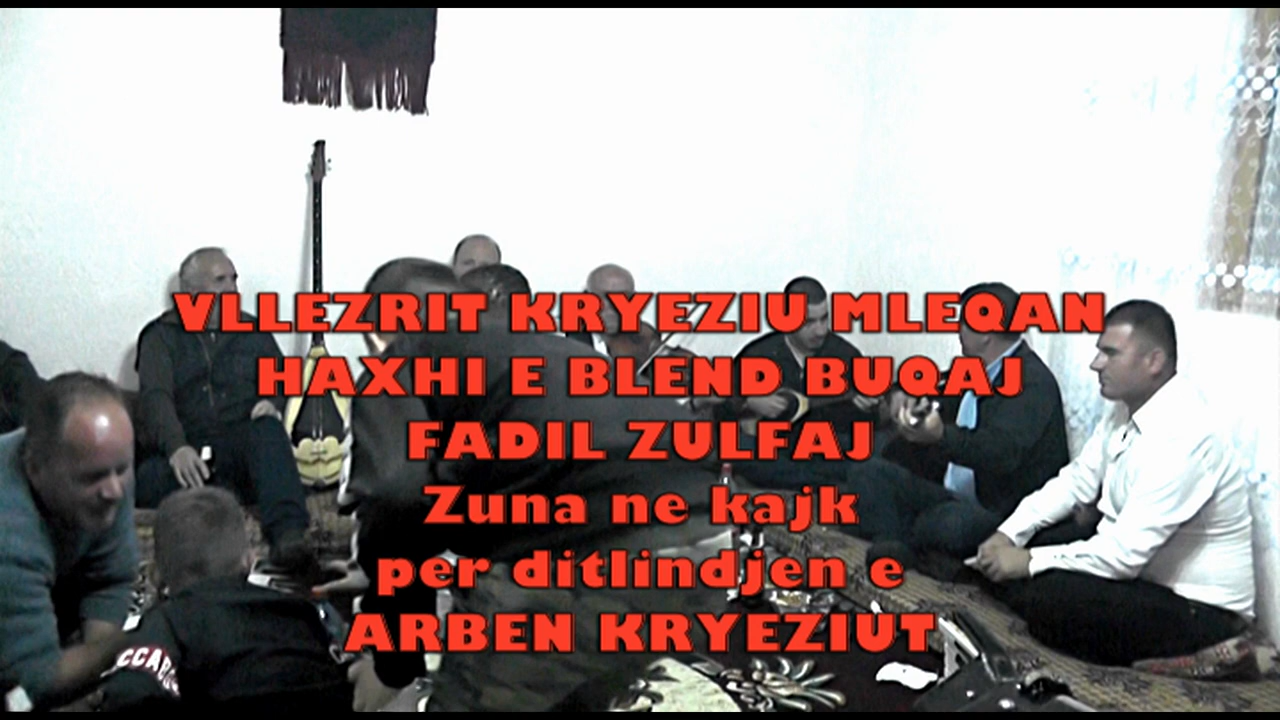 VLLEZRIT KRYEZIU MLEQAN
HAXHI E BLEND BUQAJ
FADIL ZULFAJ
Zuna ne kajk
per ditlindjen e
ARBEN KRYEZIUT